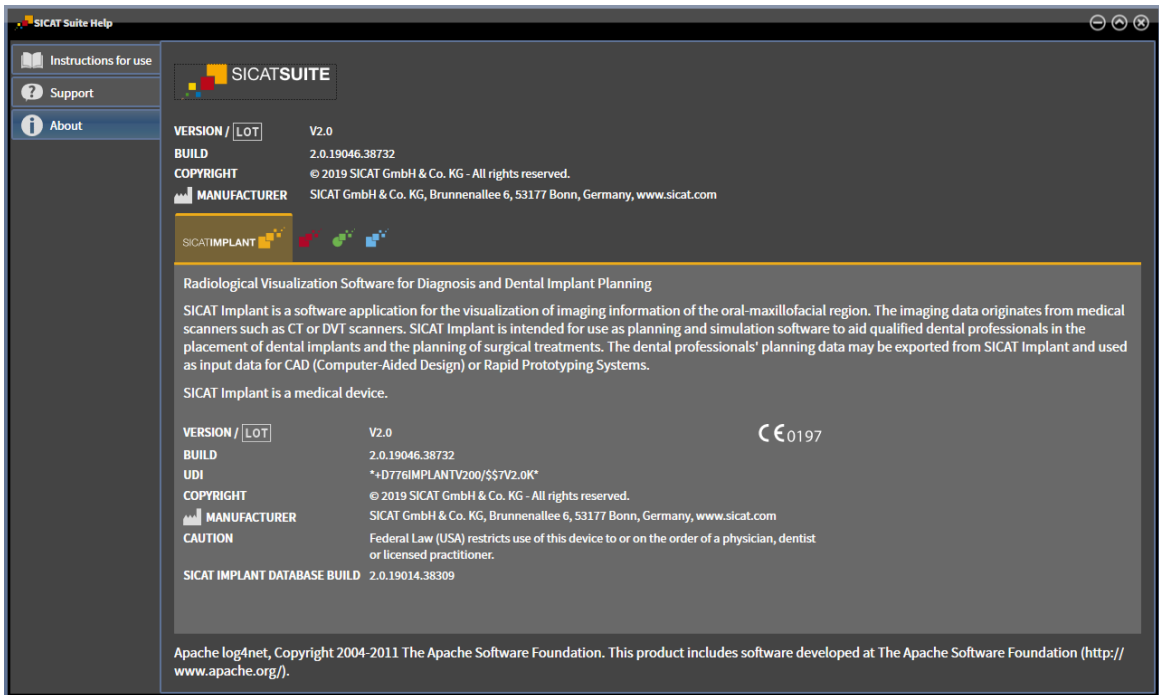 SICAT Suite Help
Instructions for use
Support
About
SICATSUITE
VERSION / LOT V2.0
BUILD 2.0.19046.38732
COPYRIGHT © 2019 SICAT GmbH & Co. KG - All rights reserved.
MANUFACTURER SICAT GmbH & Co. KG, Brunnenallee 6, 53177 Bonn, Germany, www.sicat.com
SICATIMPLANT
Radiological Visualization Software for Diagnosis and Dental Implant Planning
SICAT Implant is a software application for the visualization of imaging information of the oral-maxillofacial region. The imaging data originates from medical
scanners such as CT or DVT scanners. SICAT Implant is intended for use as planning and simulation software to aid qualified dental professionals in the
placement of dental implants and the planning of surgical treatments. The dental professionals' planning data may be exported from SICAT Implant and used
as input data for CAD (Computer-Aided Design) or Rapid Prototyping Systems.
SICAT Implant is a medical device.
VERSION / LOT V2.0 CE0197
BUILD 2.0.19046.38732
UDI *+D776IMPLANTV200/$$7V2.0K*
COPYRIGHT © 2019 SICAT GmbH & Co. KG - All rights reserved.
MANUFACTURER SICAT GmbH & Co. KG, Brunnenallee 6, 53177 Bonn, Germany, www.sicat.com
CAUTION Federal Law (USA) restricts use of this device to or on the order of a physician, dentist
or licensed practitioner.
SICAT IMPLANT DATABASE BUILD 2.0.19014.38309
Apache log4net, Copyright 2004-2011 The Apache Software Foundation. This product includes software developed at The Apache Software Foundation (http://
www.apache.org/).